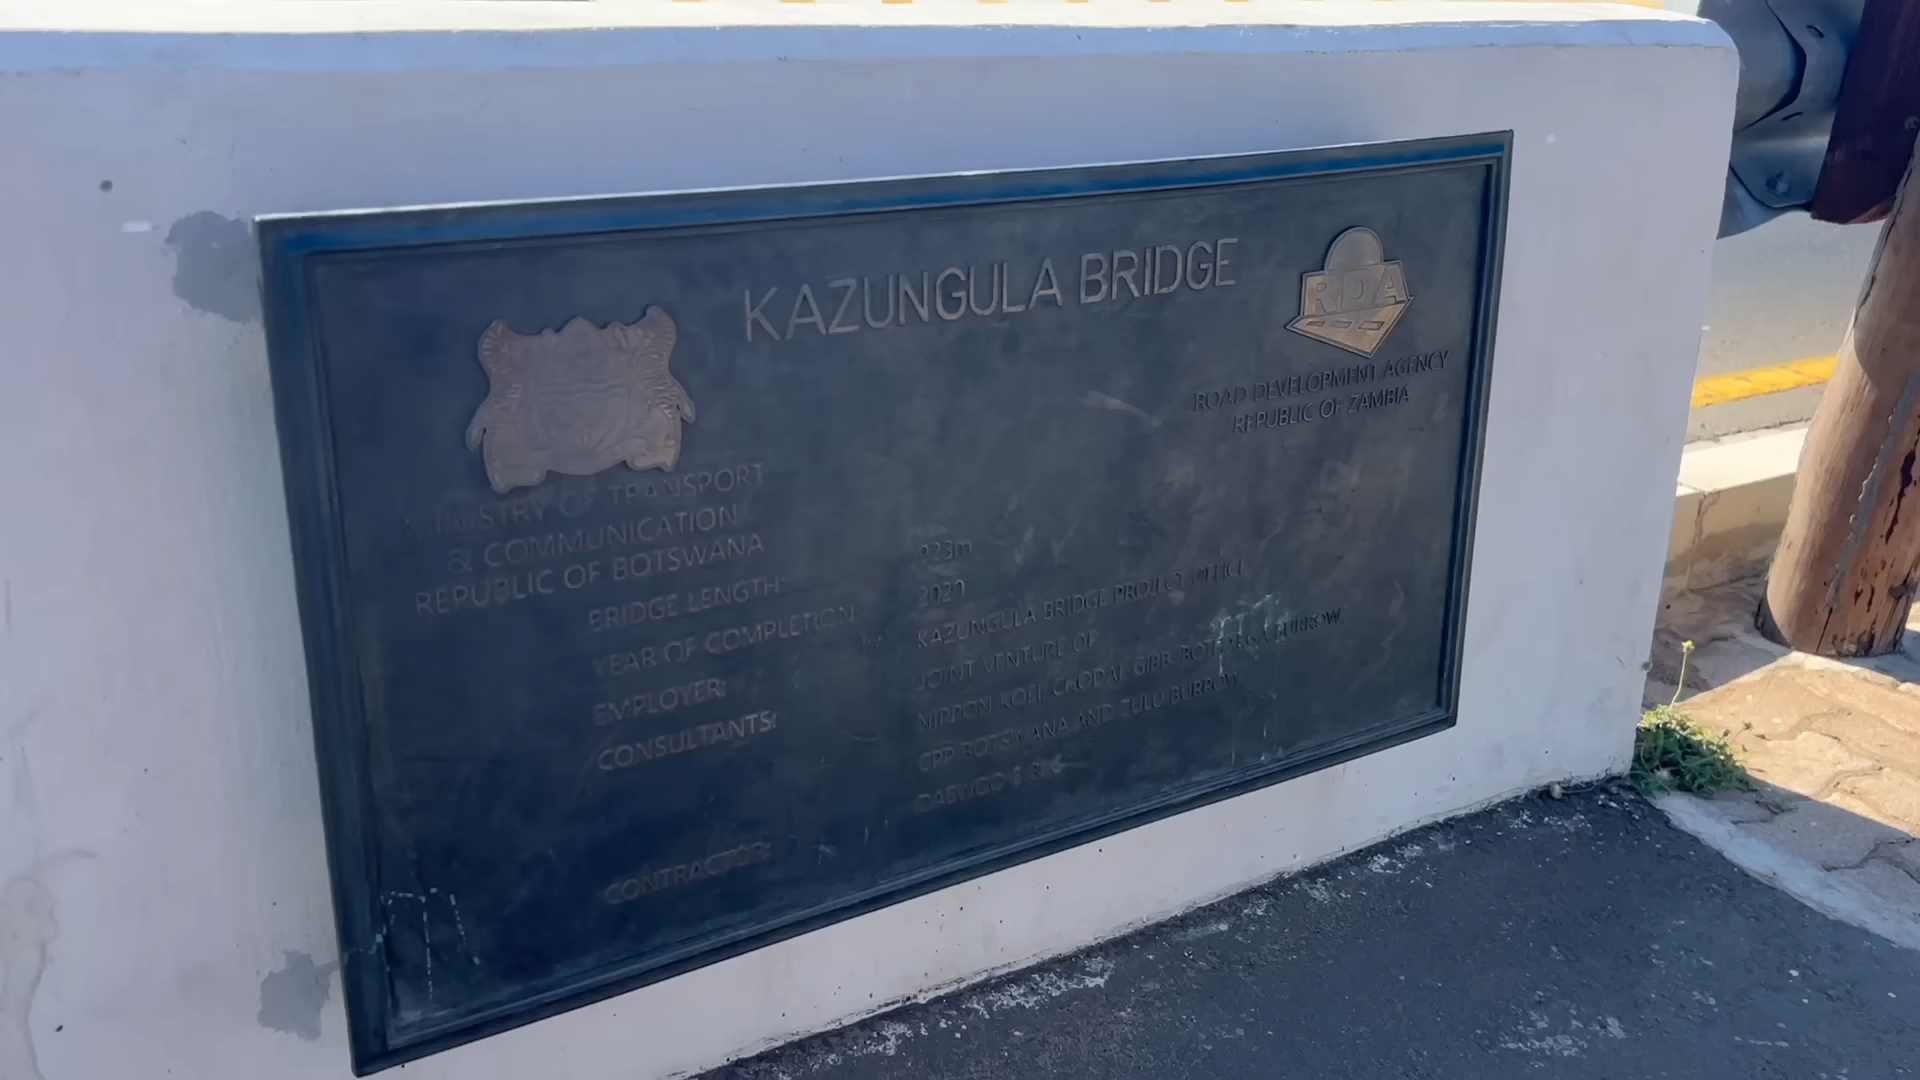 KAZUNGULA BRIDGE
RDA
ROAD DEVELOPMENT AGENCY
REPUBLIC OF ZAMBIA
MINISTRY OF TRANSPORT
& COMMUNICATION
REPUBLIC OF BOTSWANA
BRIDGE LENGTH: 923m
YEAR OF COMPLETION: 2020
EMPLOYER: KAZUNGULA BRIDGE PROJECT OFFICE
CONSULTANTS: JOINT VENTURE OF
NIPPON KOEI, CHODAI, GIBB, BURROW,
CPP BOTSWANA AND ZULU BURROW
CONTRACTOR: DAEWOO E & C